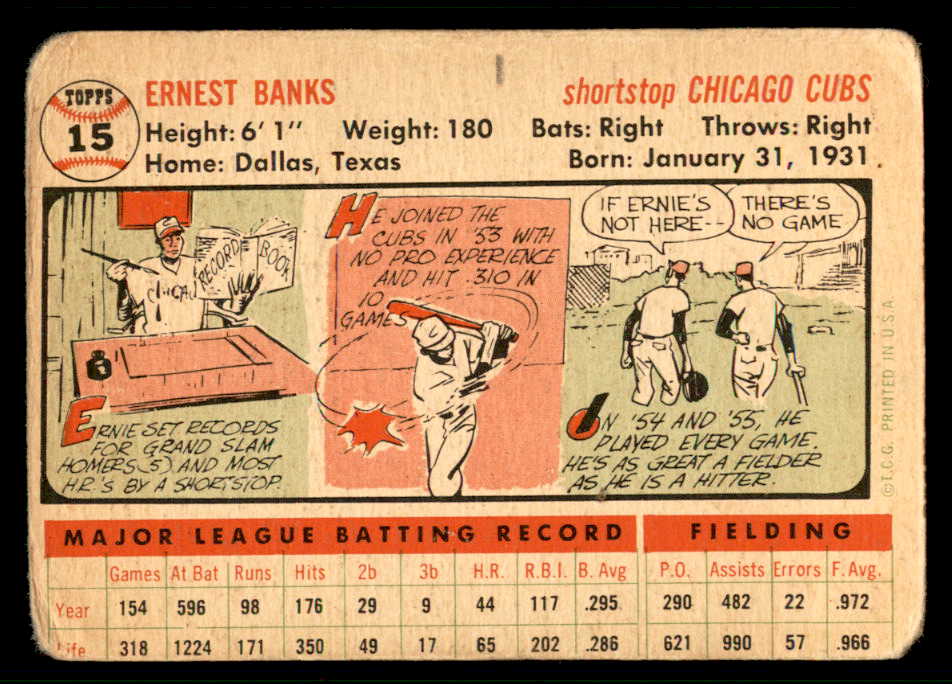 TOPPS
15
ERNEST BANKS shortstop CHICAGO CUBS
Height: 6' 1" Weight: 180 Bats: Right Throws: Right
Home: Dallas, Texas Born: January 31, 1931.
RECORD BOOK
CHICAG
ERNIE SET RECORDS
FOR GRAND SLAM
HOMERS (5) AND MOST
H.R.'S BY A SHORTSTOP.
HE JOINED THE
CUBS IN '53 WITH
NO PRO EXPERIENCE
AND HIT .310 IN
10
GAMES
IF ERNIE'S
NOT HERE--
THERE'S
NO GAME
ON '54 AND '55, HE
PLAYED EVERY GAME.
HE'S AS GREAT A FIELDER
AS HE IS A HITTER.
©T.C.G. PRINTED IN U.S.A.
MAJOR LEAGUE BATTING RECORD FIELDING
Games At Bat Runs Hits 2b 3b H.R. R.B.I. B. Avg P.O. Assists Errors F. Avg.
Year 154 596 98 176 29 9 44 117 .295 290 482 22 .972
Life 318 1224 171 350 49 17 65 202 .286 621 990 57 .966